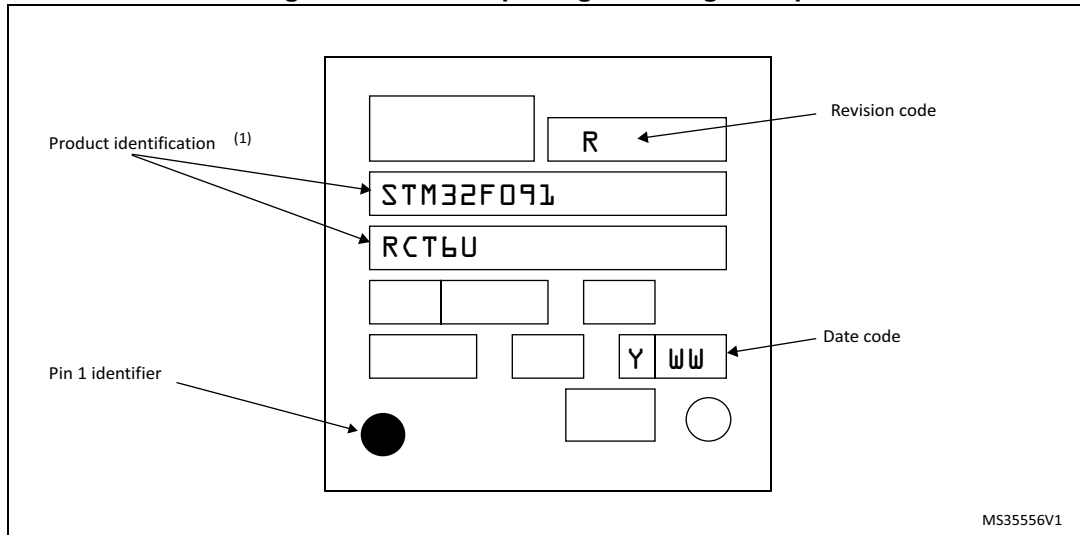 Revision code
R
Product identification (1)
STM32F091
RCT6U
Date code
Y WW
Pin 1 identifier
MS35556V1